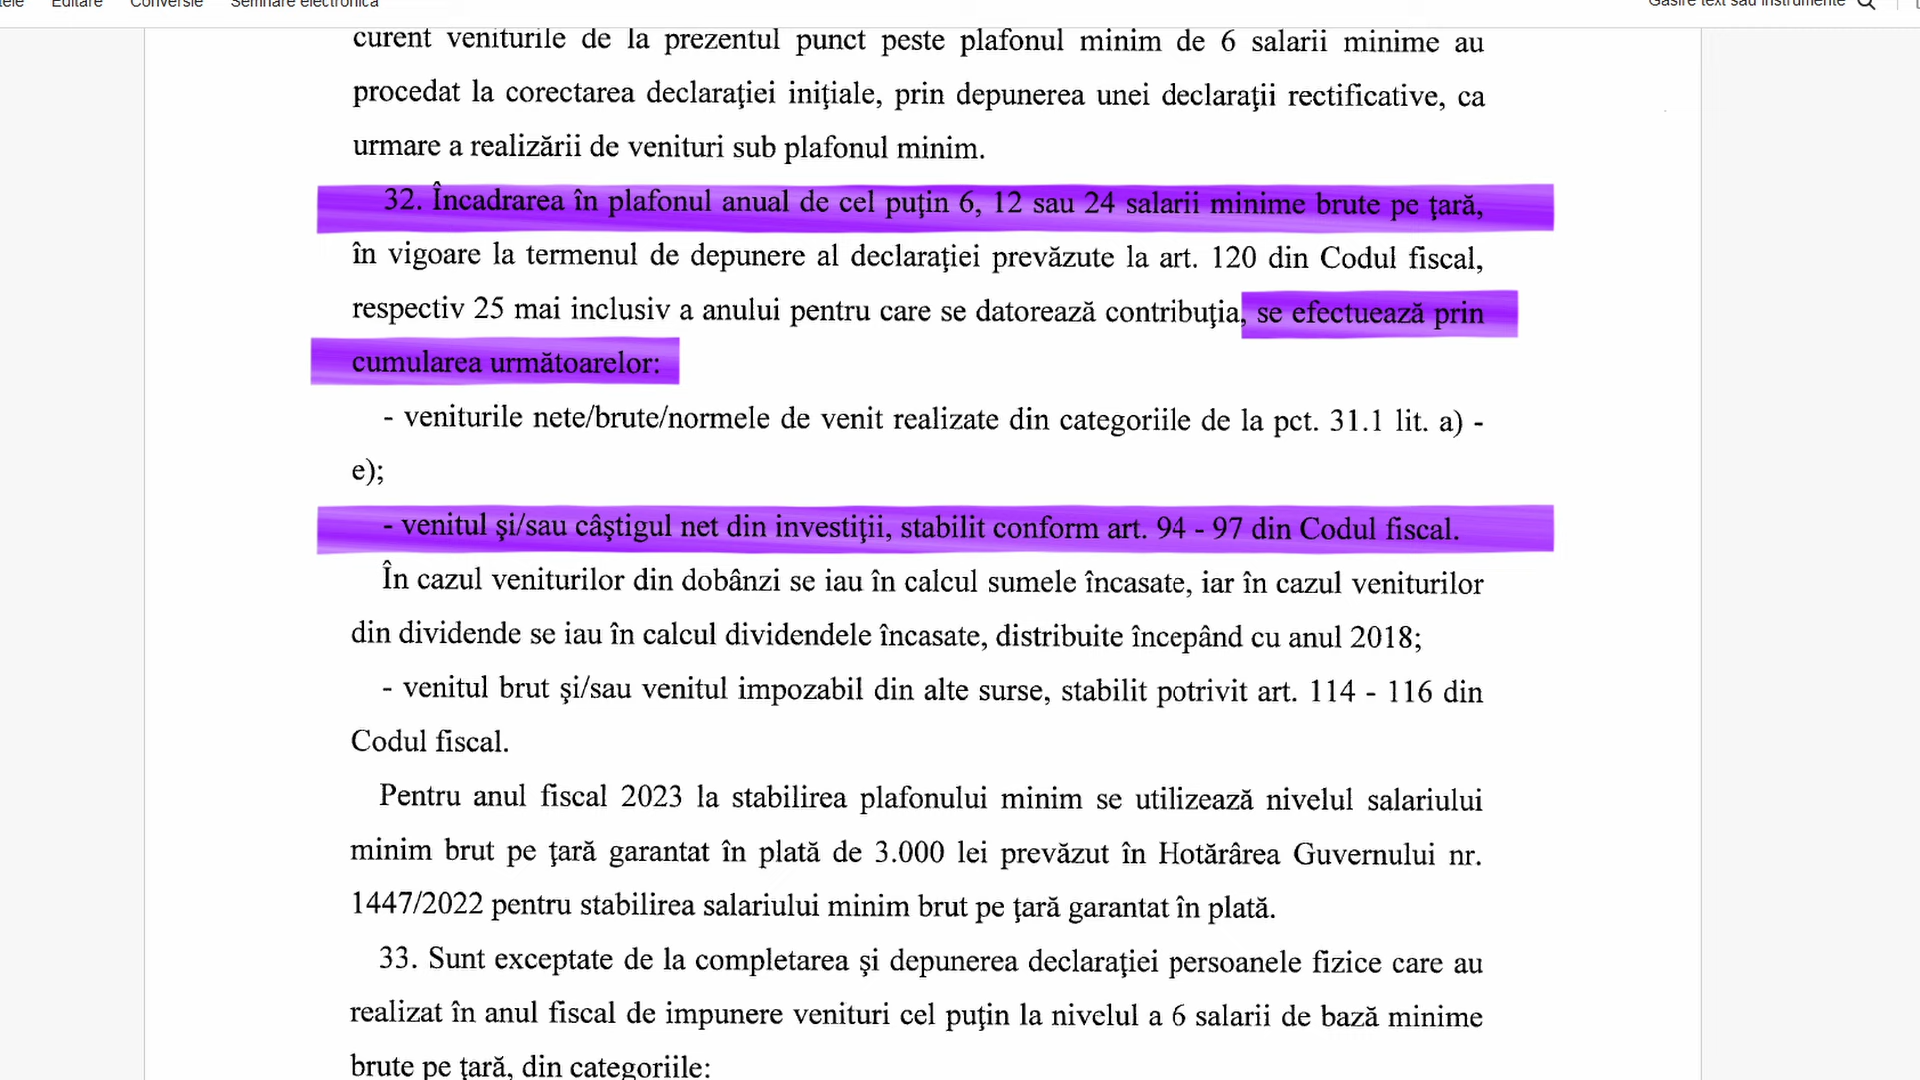 Editare Conversie Semnare electronică Găsire text sau instrumente
curent veniturile de la prezentul punct peste plafonul minim de 6 salarii minime au
procedat la corectarea declaraţiei iniţiale, prin depunerea unei declaraţii rectificative, ca
urmare a realizării de venituri sub plafonul minim.
32. Încadrarea în plafonul anual de cel puţin 6, 12 sau 24 salarii minime brute pe ţară,
în vigoare la termenul de depunere al declaraţiei prevăzute la art. 120 din Codul fiscal,
respectiv 25 mai inclusiv a anului pentru care se datorează contribuţia, se efectuează prin
cumularea următoarelor:
- veniturile nete/brute/normele de venit realizate din categoriile de la pct. 31.1 lit. a) -
e);
- venitul şi/sau câştigul net din investiţii, stabilit conform art. 94 - 97 din Codul fiscal.
În cazul veniturilor din dobânzi se iau în calcul sumele încasate, iar în cazul veniturilor
din dividende se iau în calcul dividendele încasate, distribuite începând cu anul 2018;
- venitul brut şi/sau venitul impozabil din alte surse, stabilit potrivit art. 114 - 116 din
Codul fiscal.
Pentru anul fiscal 2023 la stabilirea plafonului minim se utilizează nivelul salariului
minim brut pe ţară garantat în plată de 3.000 lei prevăzut în Hotărârea Guvernului nr.
1447/2022 pentru stabilirea salariului minim brut pe ţară garantat în plată.
33. Sunt exceptate de la completarea şi depunerea declaraţiei persoanele fizice care au
realizat în anul fiscal de impunere venituri cel puţin la nivelul a 6 salarii de bază minime
brute pe ţară, din categoriile: